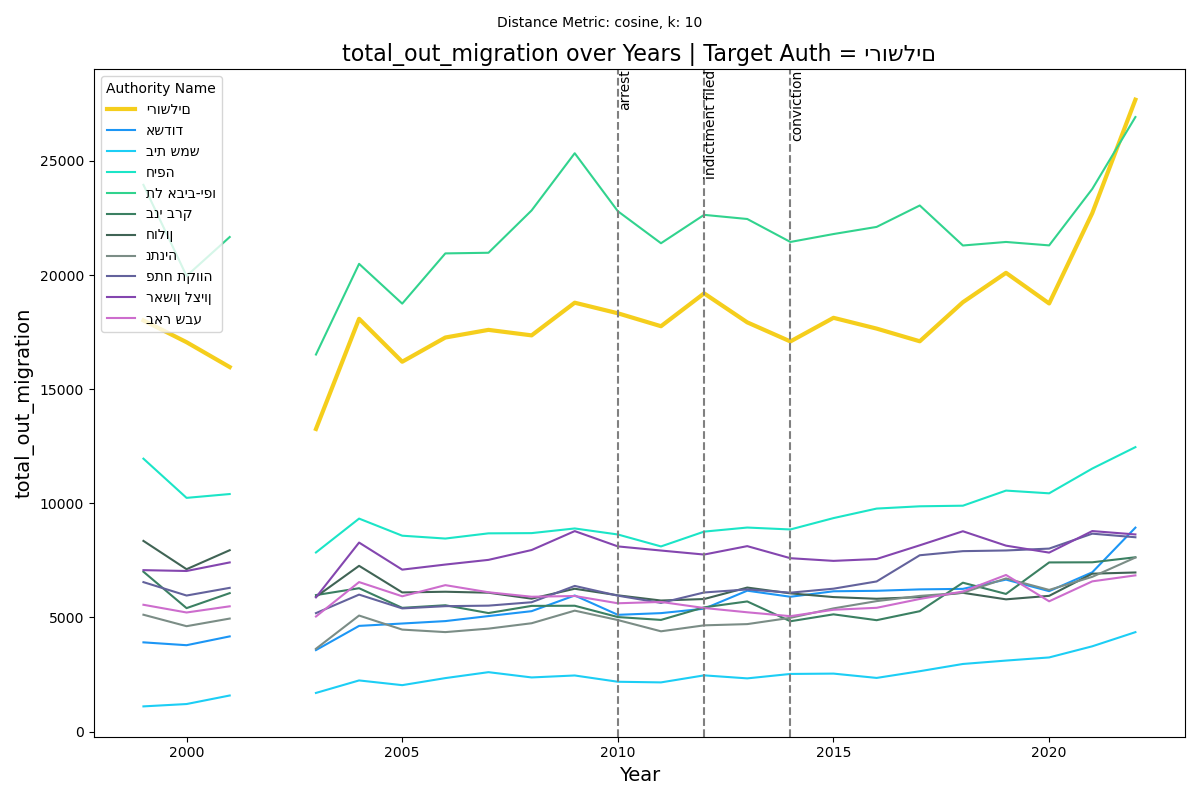 Distance Metric: cosine, k: 10
total_out_migration over Years | Target Auth = ירושלים
Authority Name
ירושלים
אשדוד
בית שמש
חיפה
תל אביב-יפו
בני ברק
חולון
נתניה
פתח תקווה
ראשון לציון
באר שבע
arrest
indictment filed
conviction
25000
20000
15000
10000
5000
0
total_out_migration
2000 2005 2010 2015 2020
Year